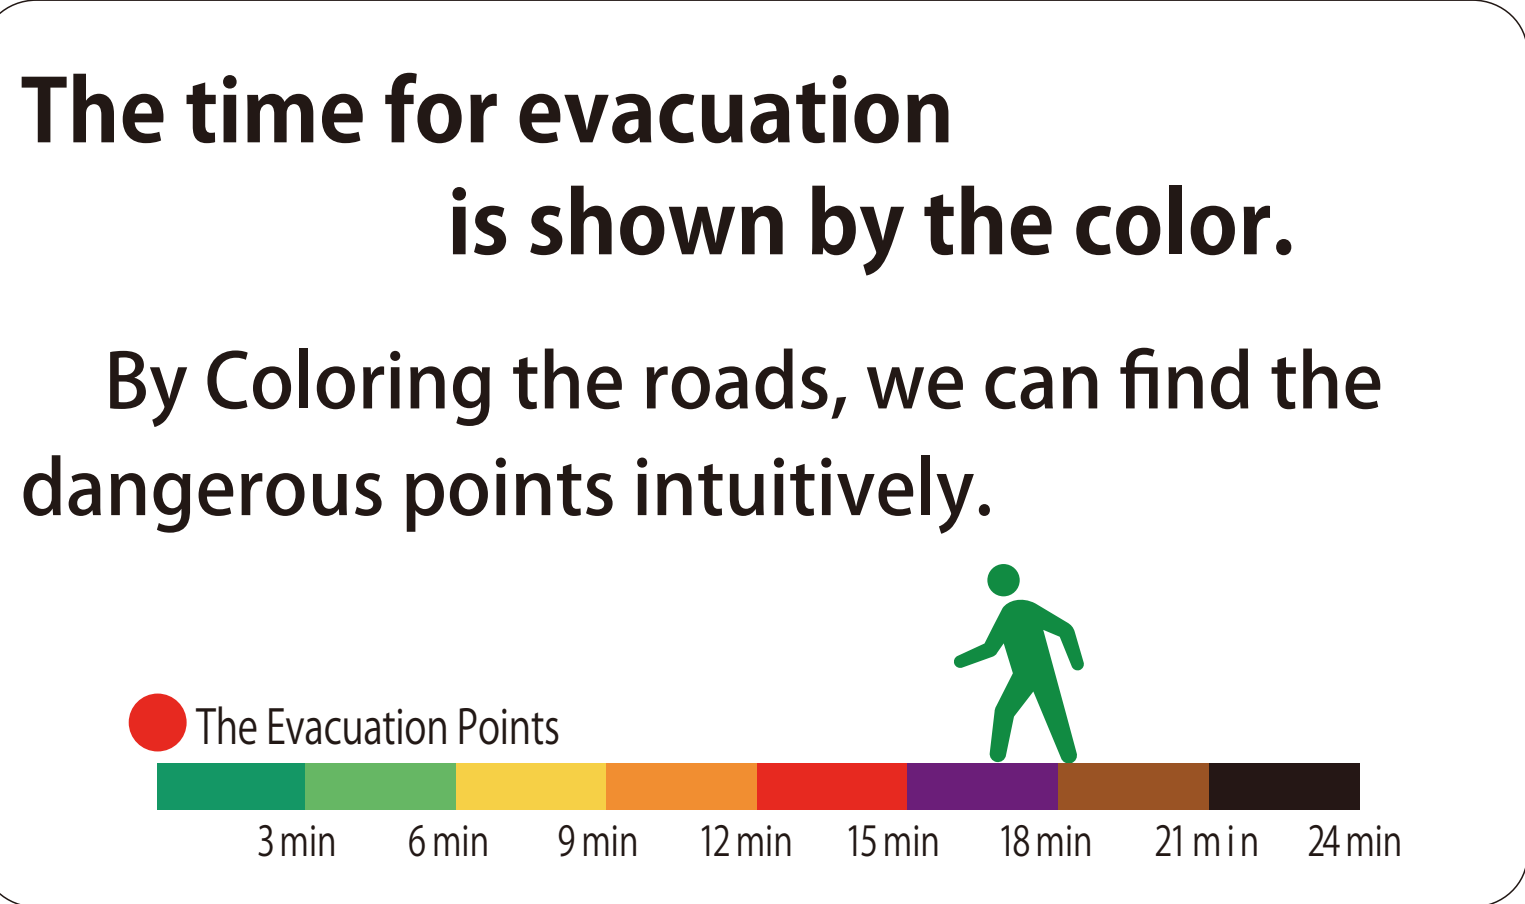 The time for evacuation
is shown by the color.
By Coloring the roads, we can find the
dangerous points intuitively.
The Evacuation Points
3 min 6 min 9 min 12 min 15 min 18 min 21 min 24 min